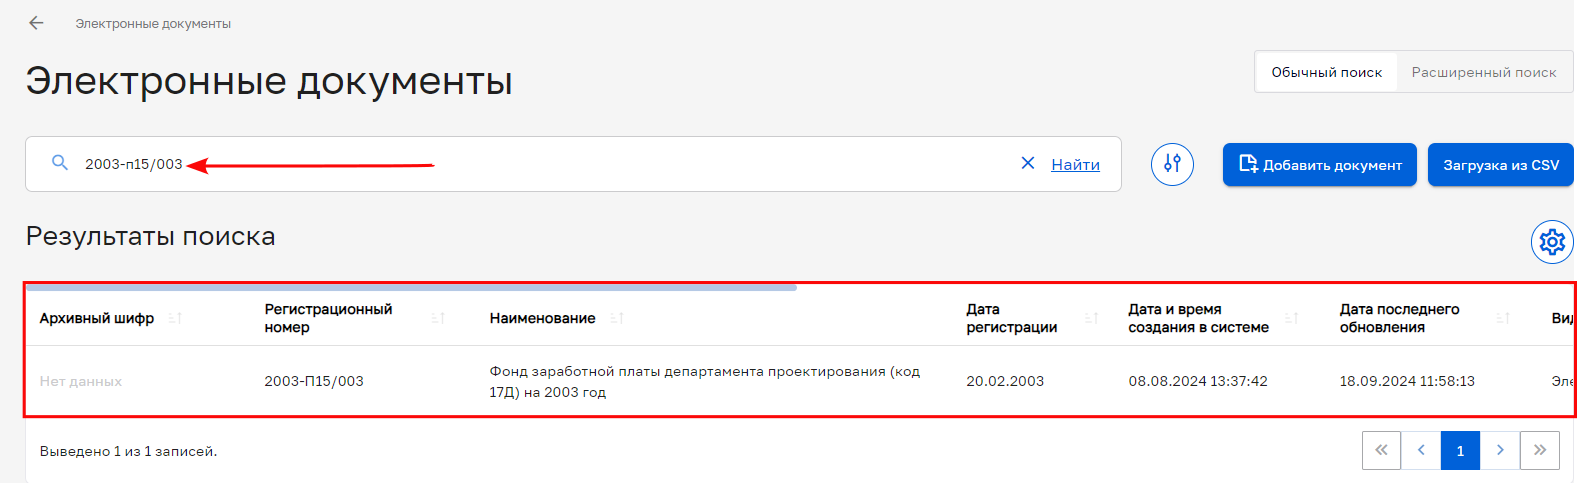 Электронные документы
Электронные документы
Обычный поиск
Расширенный поиск
2003-п15/003
Найти
Добавить документ
Загрузка из CSV
Результаты поиска
Архивный шифр
Регистрационный
номер
Наименование
Дата
регистрации
Дата и время
создания в системе
Дата последнего
обновления
Вид
Нет данных
2003-П15/003
Фонд заработной платы департамента проектирования (код
17Д) на 2003 год
20.02.2003
08.08.2024 13:37:42
18.09.2024 11:58:13
Эле
Выведено 1 из 1 записей.
1